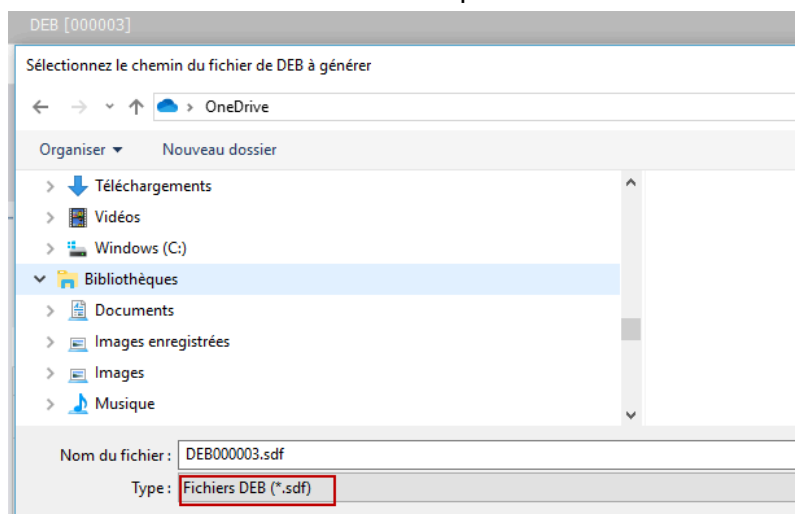 DEB [000003]
Sélectionnez le chemin du fichier de DEB à générer
OneDrive
Organiser Nouveau dossier
Téléchargements
Vidéos
Windows (C:)
Bibliothèques
Documents
Images enregistrées
Images
Musique
Nom du fichier : DEB000003.sdf
Type : Fichiers DEB (*.sdf)